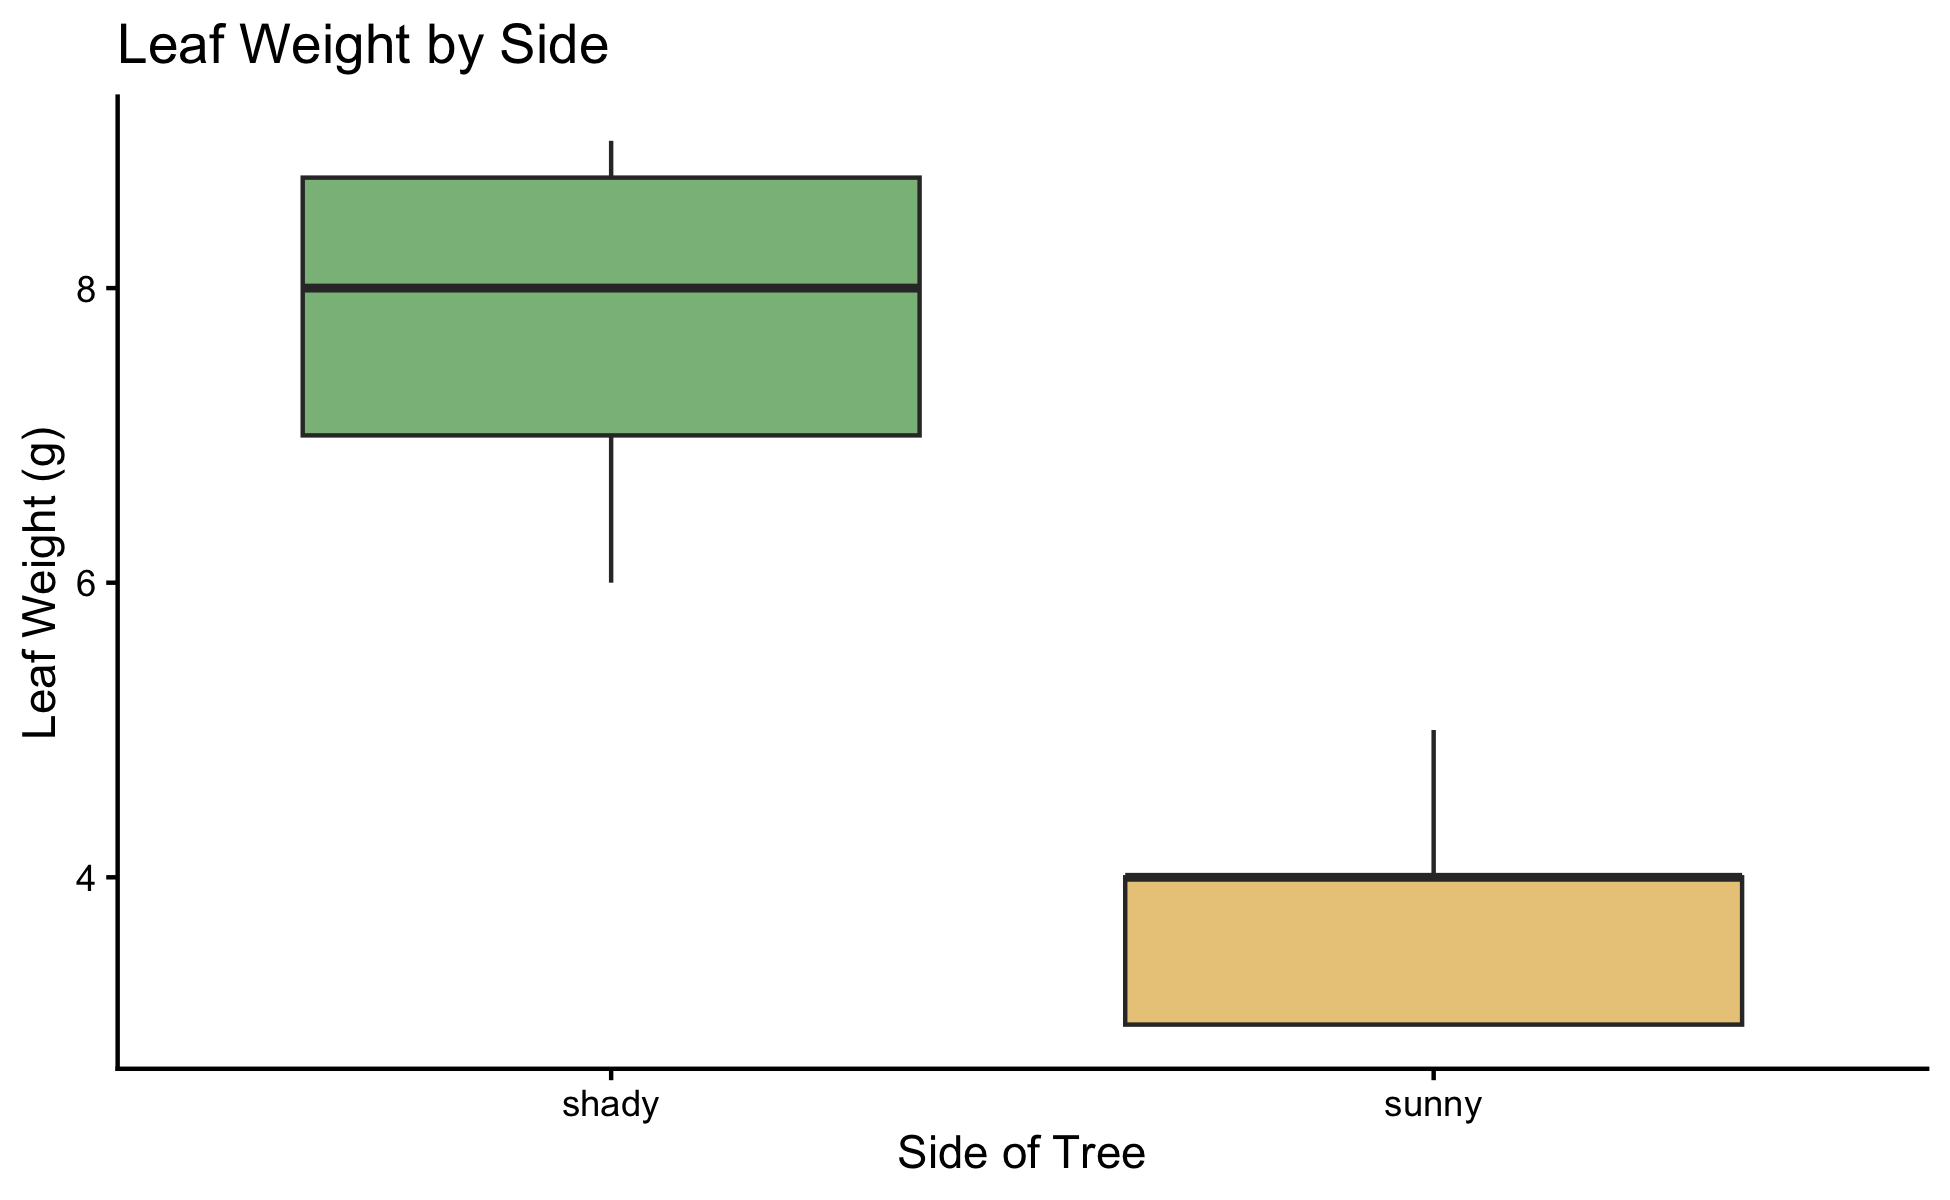 Leaf Weight by Side
Leaf Weight (g)
8
6
4
shady sunny
Side of Tree